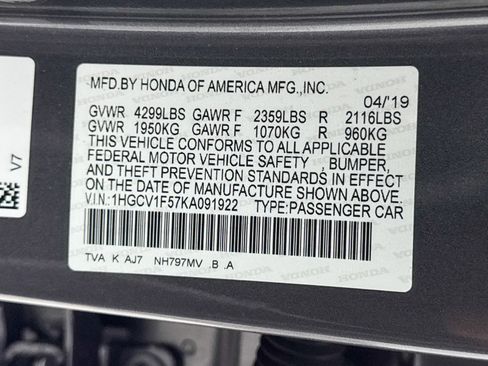 MFD.BY HONDA OF AMERICA MFG.,INC.
04/'19
GVWR 4299LBS GAWR F 2359LBS R 2116LBS
GVWR 1950KG GAWR F 1070KG R 960KG
THIS VEHICLE CONFORMS TO ALL APPLICABLE
FEDERAL MOTOR VEHICLE SAFETY , BUMPER,
AND THEFT PREVENTION STANDARDS IN EFFECT
ON THE DATE OF MANUFACTURE SHOWN ABOVE.
V.I.N.:1HGCV1F57KA091922 TYPE:PASSENGER CAR
TVA K AJ7 NH797MV .B .A
V7